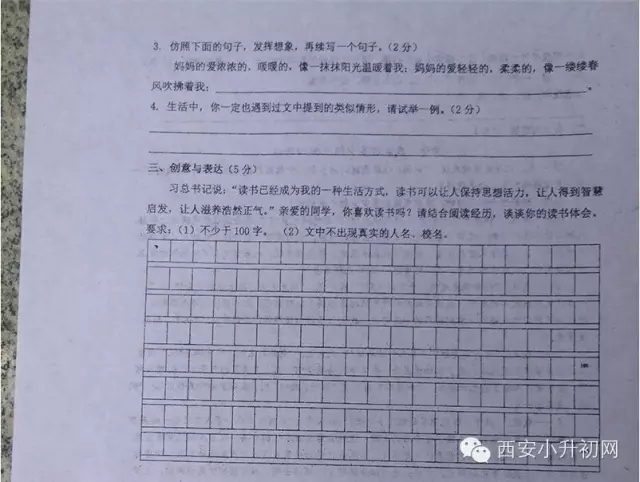 3. 仿照下面的句子，发挥想象，再续写一个句子。(2分)
妈妈的爱浓浓的，暖暖的，像一抹抹阳光温暖着我；妈妈的爱轻轻的，柔柔的，像一缕缕春
风吹拂着我；。
4. 生活中，你一定也遇到过文中提到的类似情形，请试举一例。(2分)
三、创意与表达(5分)
习总书记说：“读书已经成为我的一种生活方式，读书可以让人保持思想活力，让人得到智慧
启发，让人滋养浩然正气。”亲爱的同学，你喜欢读书吗？请结合阅读经历，谈谈你的读书体会。
要求：(1)不少于100字。 (2)文中不出现真实的人名、校名。
西安小升初网